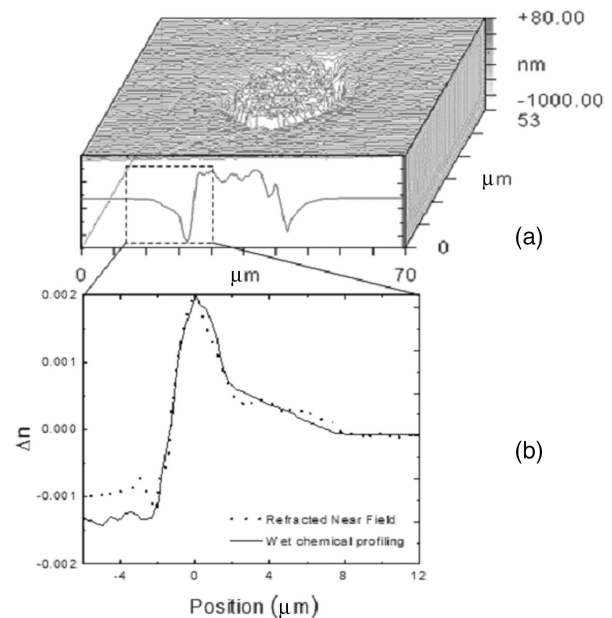 +80.00
nm
-1000.00
53
μm
(a)
0
0 μm 70
0.002
0.001
0.000
-0.001
-0.002
Δn
(b)
Refracted Near Field
Wet chemical profiling
-4 0 4 8 12
Position (μm)